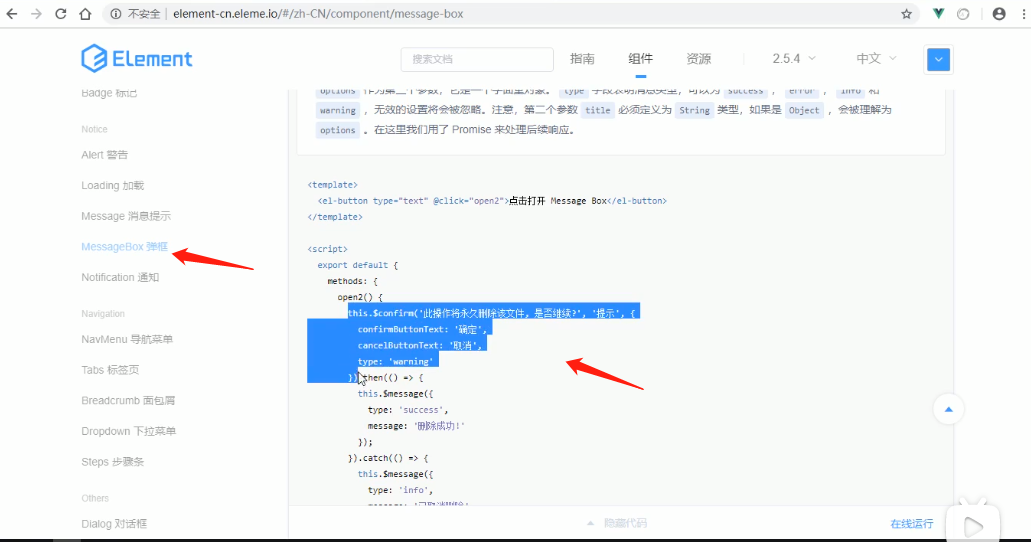 不安全 element-cn.eleme.io/#/zh-CN/component/message-box
Element
搜索文档
指南
组件
资源
2.5.4
中文
Badge 标记
Notice
Alert 警告
Loading 加载
Message 消息提示
MessageBox 弹框
Notification 通知
Navigation
NavMenu 导航菜单
Tabs 标签页
Breadcrumb 面包屑
Dropdown 下拉菜单
Steps 步骤条
Others
Dialog 对话框
options 作为第三个参数，它是一个字面量对象。 type 字段表明消息类型，可以为 success ， error ， info 和
warning ，无效的设置将会被忽略。注意，第二个参数 title 必须定义为 String 类型，如果是 Object ，会被理解为
options 。在这里我们用了 Promise 来处理后续响应。
<template>
<el-button type="text" @click="open2">点击打开 Message Box</el-button>
</template>
<script>
export default {
methods: {
open2() {
this.$confirm('此操作将永久删除该文件, 是否继续?', '提示', {
confirmButtonText: '确定',
cancelButtonText: '取消',
type: 'warning'
}).then(() => {
this.$message({
type: 'success',
message: '删除成功!'
});
}).catch(() => {
this.$message({
type: 'info',
隐藏代码
在线运行